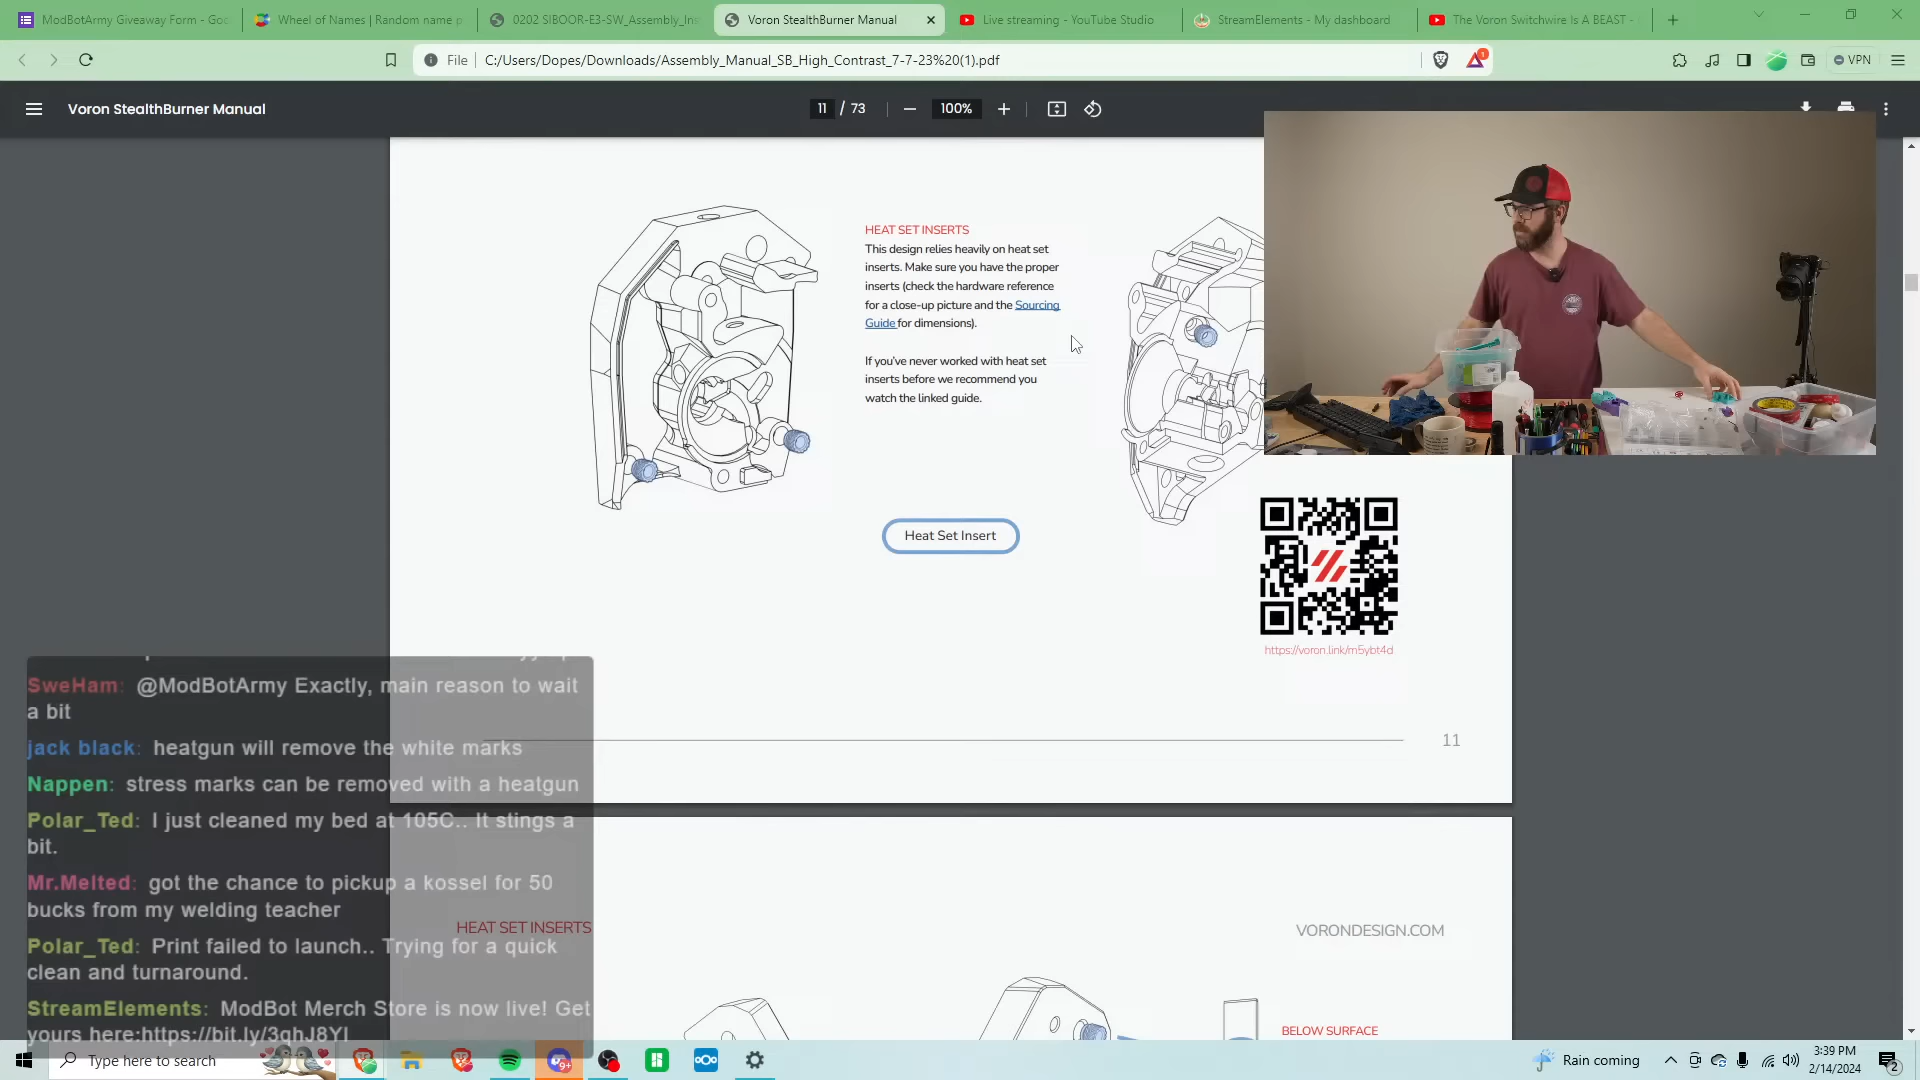 ModBotArmy Giveaway Form - Goo
Wheel of Names | Random name p
0202 SIBOOR-E3-SW_Assembly_Ins
Voron StealthBurner Manual
Live streaming - YouTube Studio
StreamElements - My dashboard
The Voron Switchwire Is A BEAST -
File
C:/Users/Dopes/Downloads/Assembly_Manual_SB_High_Contrast_7-7-23%20(1).pdf
1
VPN
Voron StealthBurner Manual
11 / 73
100%
HEAT SET INSERTS
This design relies heavily on heat set
inserts. Make sure you have the proper
inserts (check the hardware reference
for a close-up picture and the Sourcing
Guide for dimensions).
If you've never worked with heat set
inserts before we recommend you
watch the linked guide.
Heat Set Insert
https://voron.link/m5ybt4d
11
SweHam: @ModBotArmy Exactly, main reason to wait
a bit
jack black: heatgun will remove the white marks
Nappen: stress marks can be removed with a heatgun
Polar_Ted: I just cleaned my bed at 105C.. It stings a
bit.
Mr.Melted: got the chance to pickup a kossel for 50
bucks from my welding teacher
Polar_Ted: Print failed to launch.. Trying for a quick
clean and turnaround.
StreamElements: ModBot Merch Store is now live! Get
yours here:https://bit.ly/3qhJ8YI
HEAT SET INSERTS
VORONDESIGN.COM
BELOW SURFACE
Type here to search
9+
Rain coming
3:39 PM
2/14/2024
2